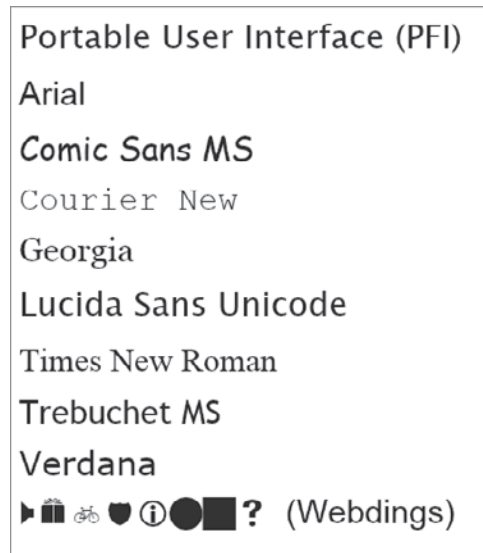 Portable User Interface (PFI)
Arial
Comic Sans MS
Courier New
Georgia
Lucida Sans Unicode
Times New Roman
Trebuchet MS
Verdana
? (Webdings)